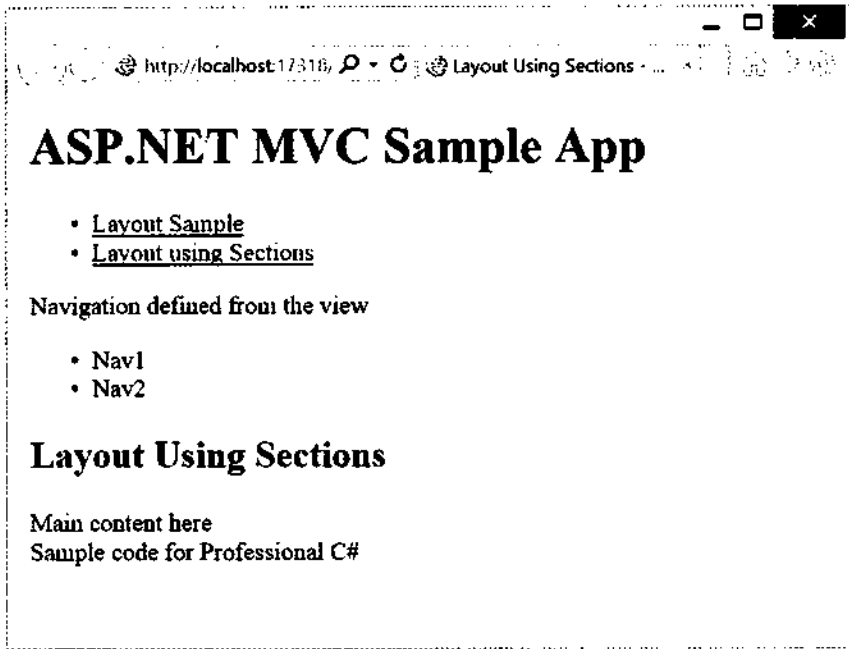 http://localhost:17318/ Layout Using Sections - ...
ASP.NET MVC Sample App
• Layout Sample
• Layout using Sections
Navigation defined from the view
• Nav1
• Nav2
Layout Using Sections
Main content here
Sample code for Professional C#